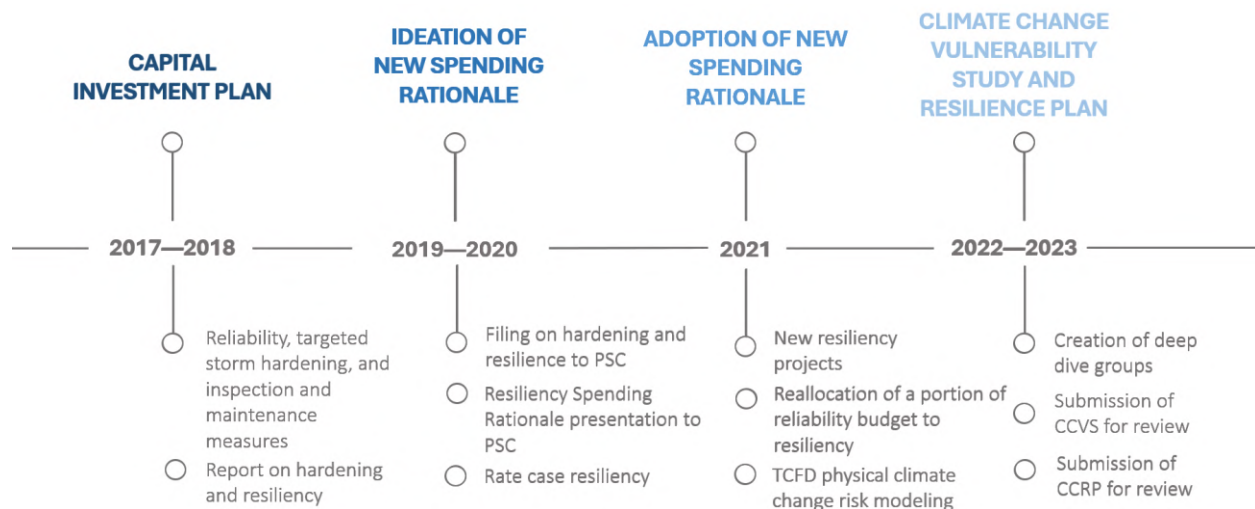 CAPITAL
INVESTMENT PLAN
IDEATION OF
NEW SPENDING
RATIONALE
ADOPTION OF NEW
SPENDING
RATIONALE
CLIMATE CHANGE
VULNERABILITY
STUDY AND
RESILIENCE PLAN
2017—2018
2019—2020
2021
2022—2023
Reliability, targeted
storm hardening, and
inspection and
maintenance
measures
Report on hardening
and resiliency
Filing on hardening and
resilience to PSC
Resiliency Spending
Rationale presentation to
PSC
Rate case resiliency
New resiliency
projects
Reallocation of a portion of
reliability budget to
resiliency
TCFD physical climate
change risk modeling
Creation of deep
dive groups
Submission of
CCVS for review
Submission of
CCRP for review